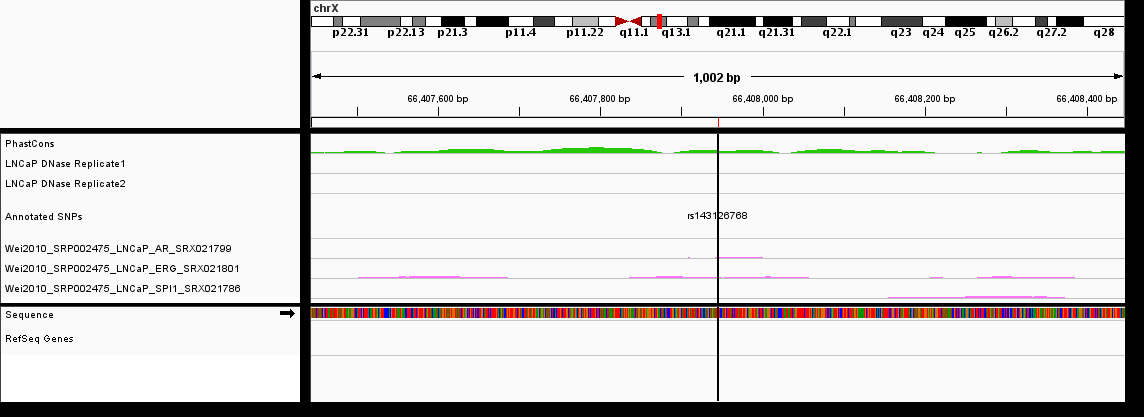 chrX
p22.31 p22.13 p21.3 p11.4 p11.22 q11.1 q13.1 q21.1 q21.31 q22.1 q23 q24 q25 q26.2 q27.2 q28
1,002 bp
66,407,600 bp 66,407,800 bp 66,408,000 bp 66,408,200 bp 66,408,400 bp
PhastCons
LNCaP DNase Replicate1
LNCaP DNase Replicate2
Annotated SNPs
rs143126768
Wei2010_SRP002475_LNCaP_AR_SRX021799
Wei2010_SRP002475_LNCaP_ERG_SRX021801
Wei2010_SRP002475_LNCaP_SPI1_SRX021786
Sequence
RefSeq Genes